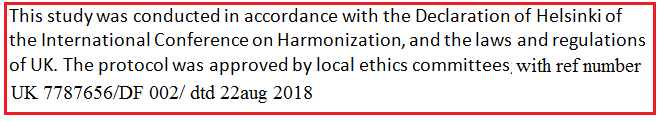 This study was conducted in accordance with the Declaration of Helsinki of
the International Conference on Harmonization, and the laws and regulations
of UK. The protocol was approved by local ethics committees, with ref number
UK 7787656/DF 002/ dtd 22aug 2018